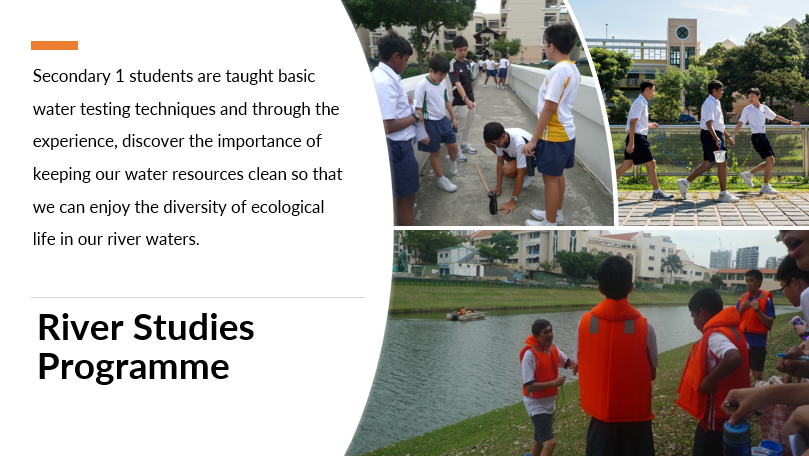 Secondary 1 students are taught basic
water testing techniques and through the
experience, discover the importance of
keeping our water resources clean so that
we can enjoy the diversity of ecological
life in our river waters.
River Studies
Programme